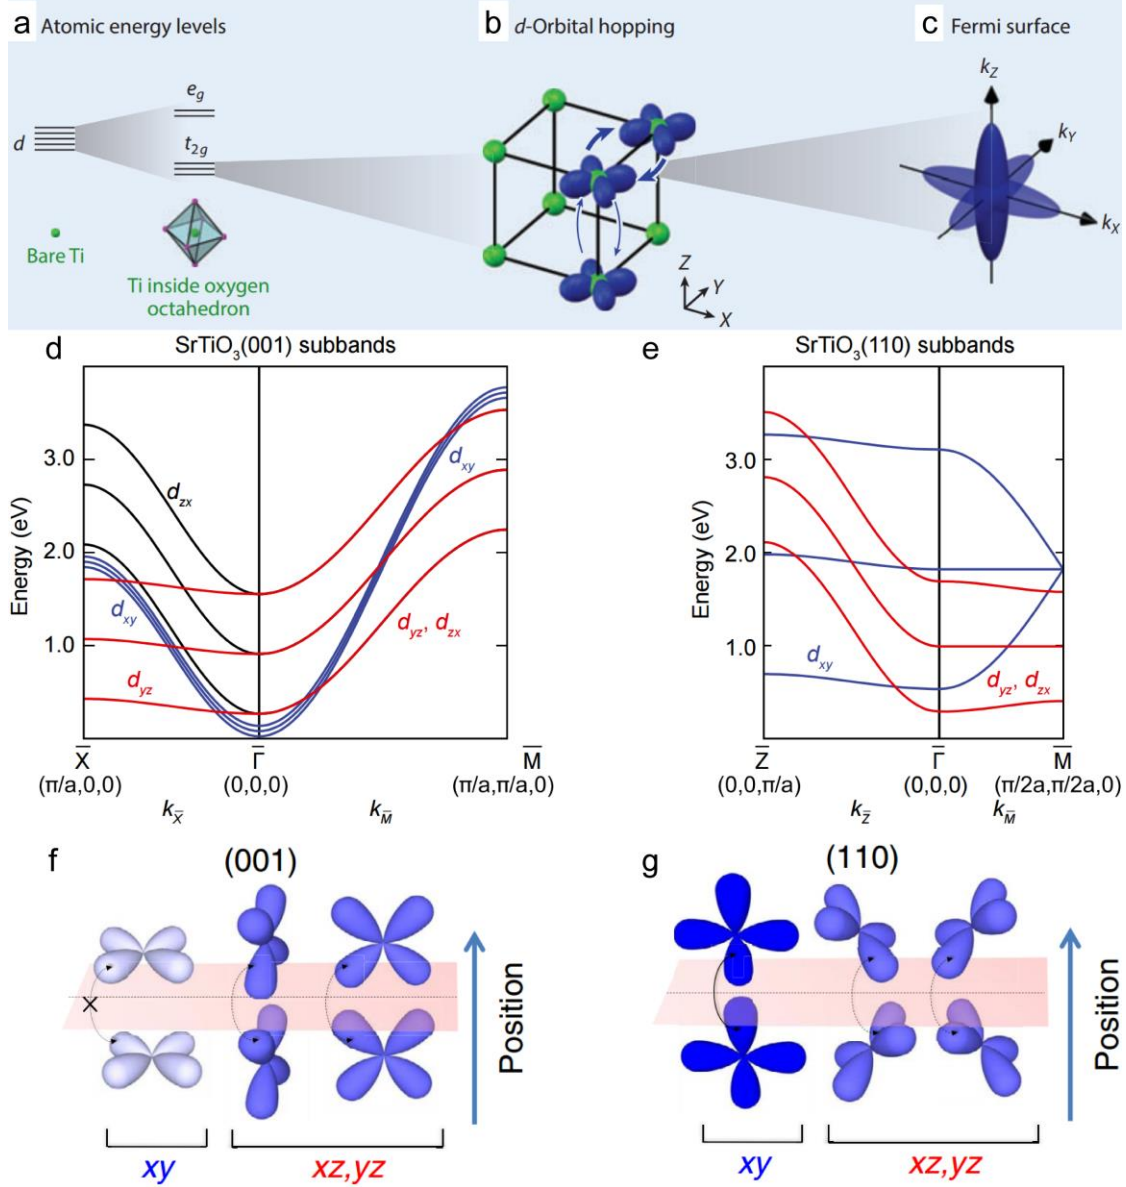 a Atomic energy levels
b d-Orbital hopping
c Fermi surface
e_g
d
t_2g
Bare Ti
Ti inside oxygen
octahedron
Z
Y
X
k_Z
k_Y
k_X
d SrTiO₃(001) subbands
Energy (eV)
3.0
2.0
1.0
d_zx
d_xy
d_yz
d_xy
d_yz, d_zx
X̅ Γ̅ M̅
(π/a,0,0) (0,0,0) (π/a,π/a,0)
k_X̅ k_M̅
e SrTiO₃(110) subbands
Energy (eV)
3.0
2.0
1.0
d_xy
d_yz, d_zx
Z̅ Γ̅ M̅
(0,0,π/a) (0,0,0) (π/2a,π/2a,0)
k_Z̅ k_M̅
f (001)
Position
xy xz,yz
g (110)
Position
xy xz,yz